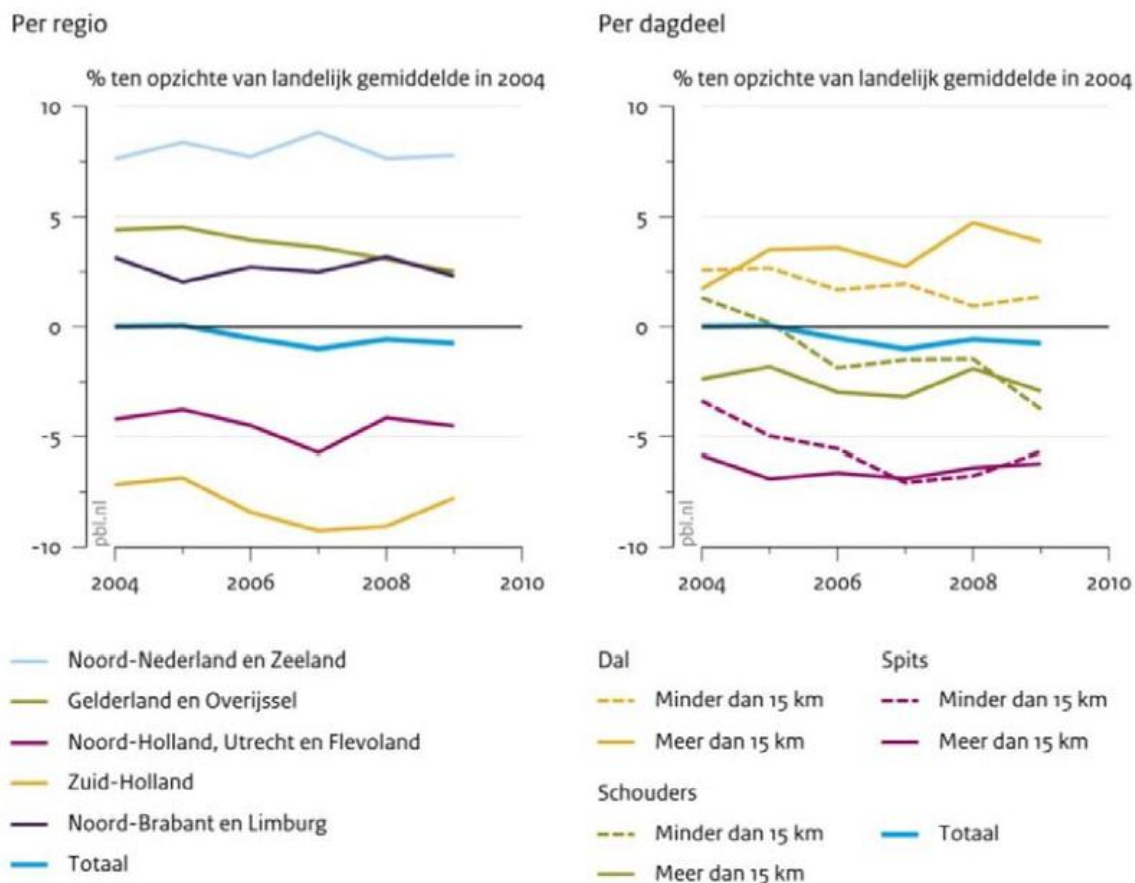 Per regio
% ten opzichte van landelijk gemiddelde in 2004
10
5
0
-5
-10
pbl.nl
2004 2006 2008 2010
Noord-Nederland en Zeeland
Gelderland en Overijssel
Noord-Holland, Utrecht en Flevoland
Zuid-Holland
Noord-Brabant en Limburg
Totaal
Per dagdeel
% ten opzichte van landelijk gemiddelde in 2004
10
5
0
-5
-10
pbl.nl
2004 2006 2008 2010
Dal
Minder dan 15 km
Meer dan 15 km
Schouders
Minder dan 15 km
Meer dan 15 km
Spits
Minder dan 15 km
Meer dan 15 km
Totaal